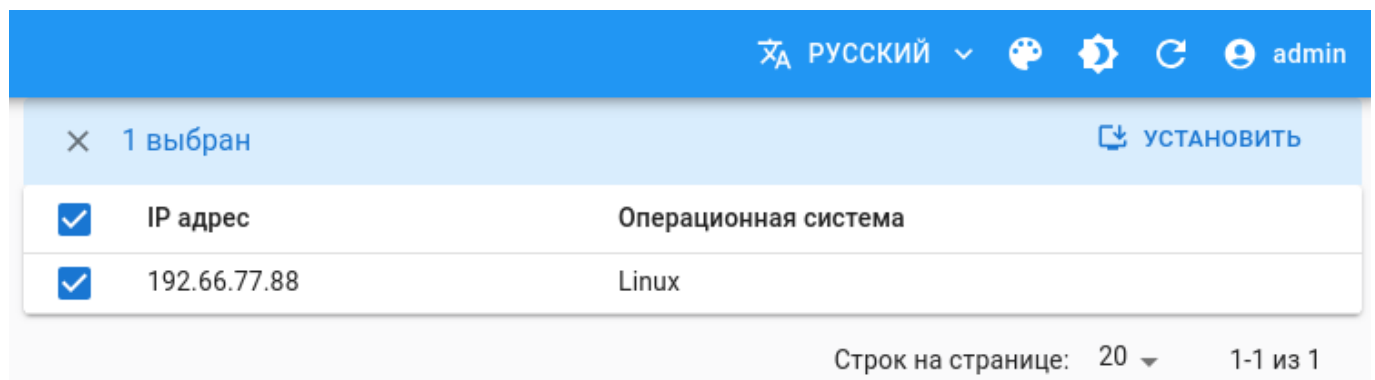 РУССКИЙ admin
1 выбран УСТАНОВИТЬ
IP адрес Операционная система
192.66.77.88 Linux
Строк на странице: 20 1-1 из 1